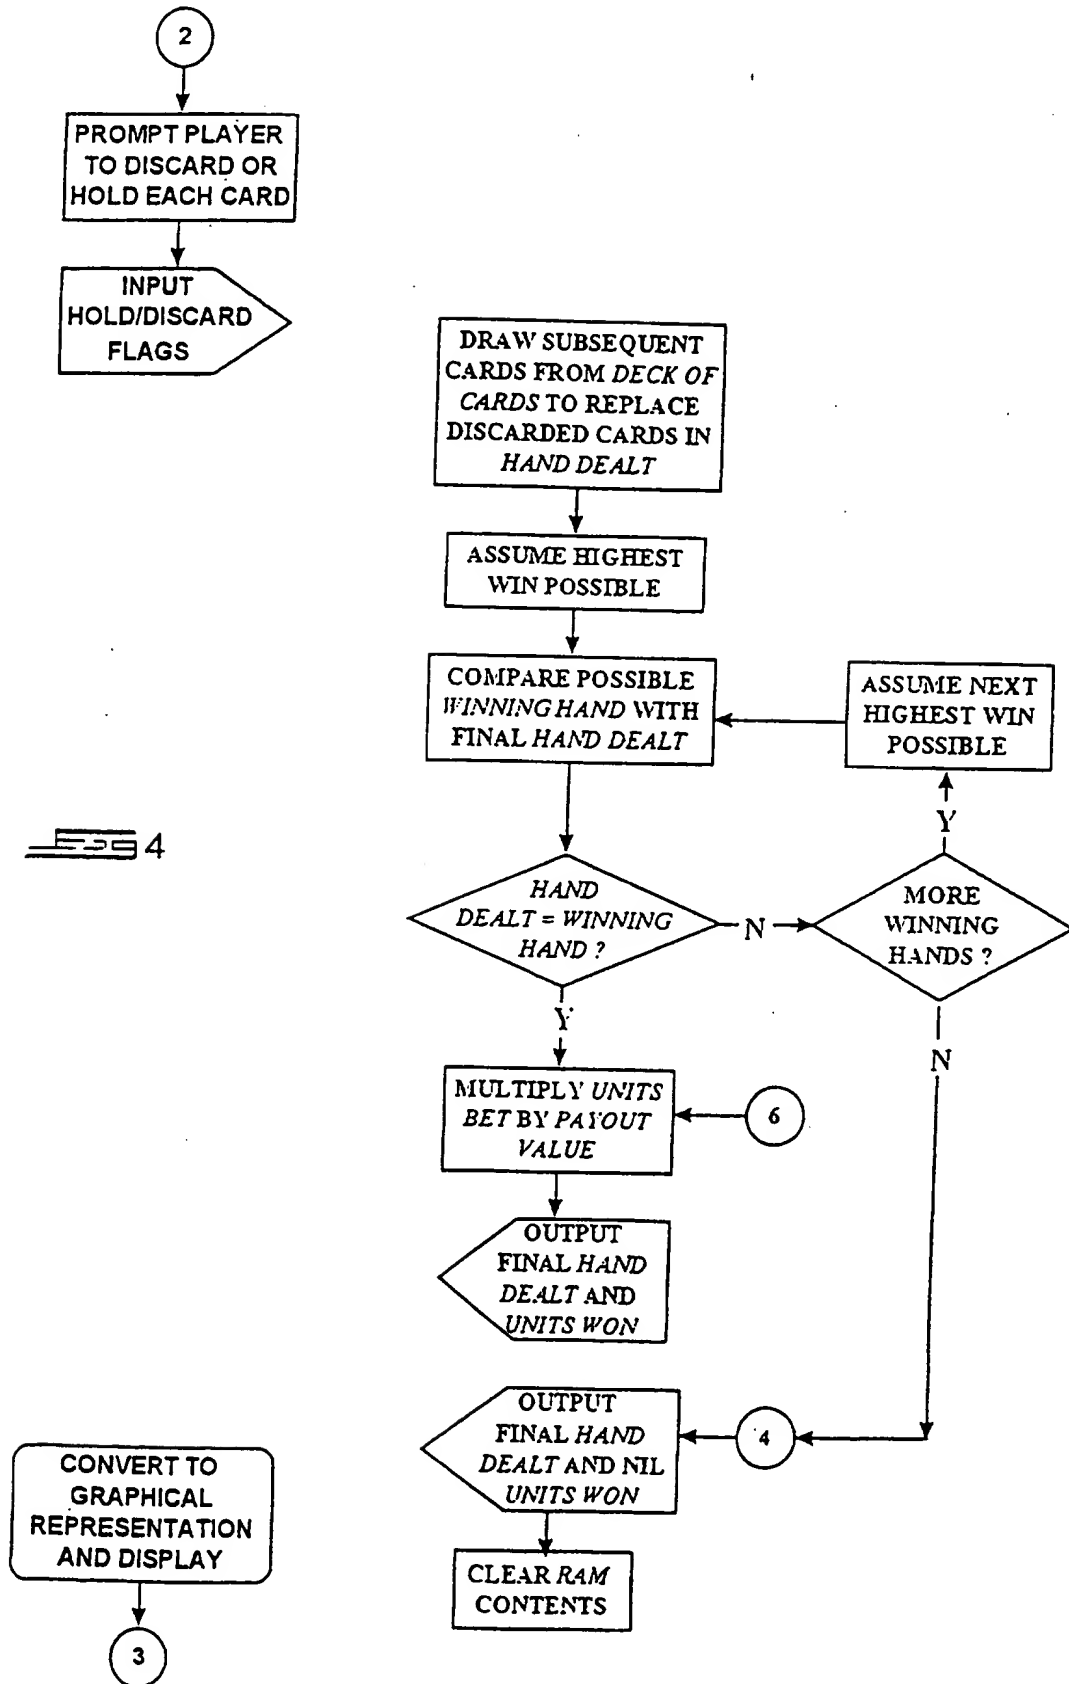 2
PROMPT PLAYER
TO DISCARD OR
HOLD EACH CARD
INPUT
HOLD/DISCARD
FLAGS
DRAW SUBSEQUENT
CARDS FROM DECK OF
CARDS TO REPLACE
DISCARDED CARDS IN
HAND DEALT
ASSUME HIGHEST
WIN POSSIBLE
COMPARE POSSIBLE
WINNING HAND WITH
FINAL HAND DEALT
ASSUME NEXT
HIGHEST WIN
POSSIBLE
Y
Fig 4
HAND
DEALT = WINNING
HAND ?
N
MORE
WINNING
HANDS ?
Y
N
MULTIPLY UNITS
BET BY PAYOUT
VALUE
6
OUTPUT
FINAL HAND
DEALT AND
UNITS WON
OUTPUT
FINAL HAND
DEALT AND NIL
UNITS WON
4
CONVERT TO
GRAPHICAL
REPRESENTATION
AND DISPLAY
CLEAR RAM
CONTENTS
3